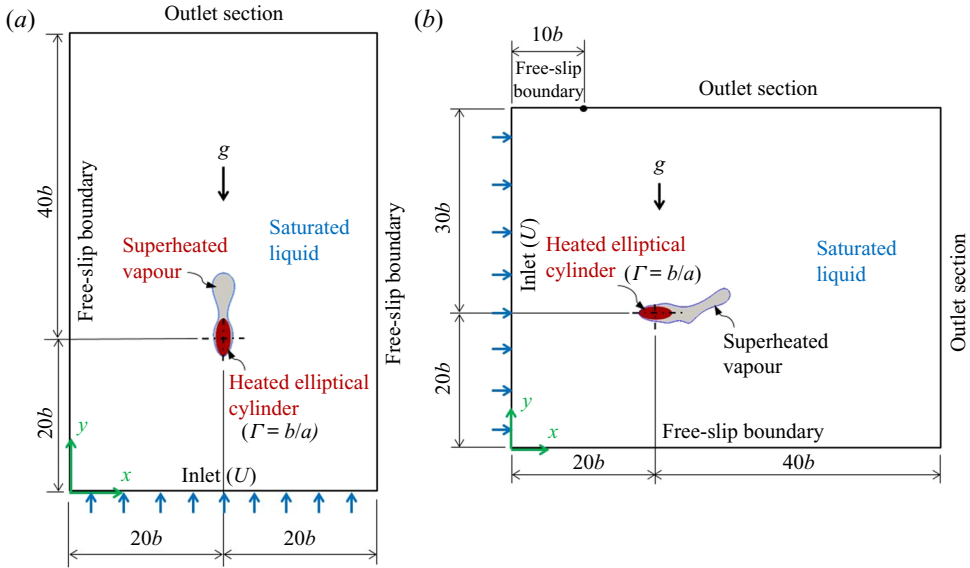 (a)
Outlet section
40b
Free-slip boundary
g
Superheated
vapour
Saturated
liquid
Free-slip boundary
Heated elliptical
cylinder
(Γ = b/a)
20b
y
x
Inlet (U)
20b
20b
(b)
10b
Free-slip
boundary
Outlet section
30b
Inlet (U)
g
Heated elliptical
cylinder
(Γ = b/a)
Saturated
liquid
Superheated
vapour
Outlet section
20b
y
x
Free-slip boundary
20b
40b